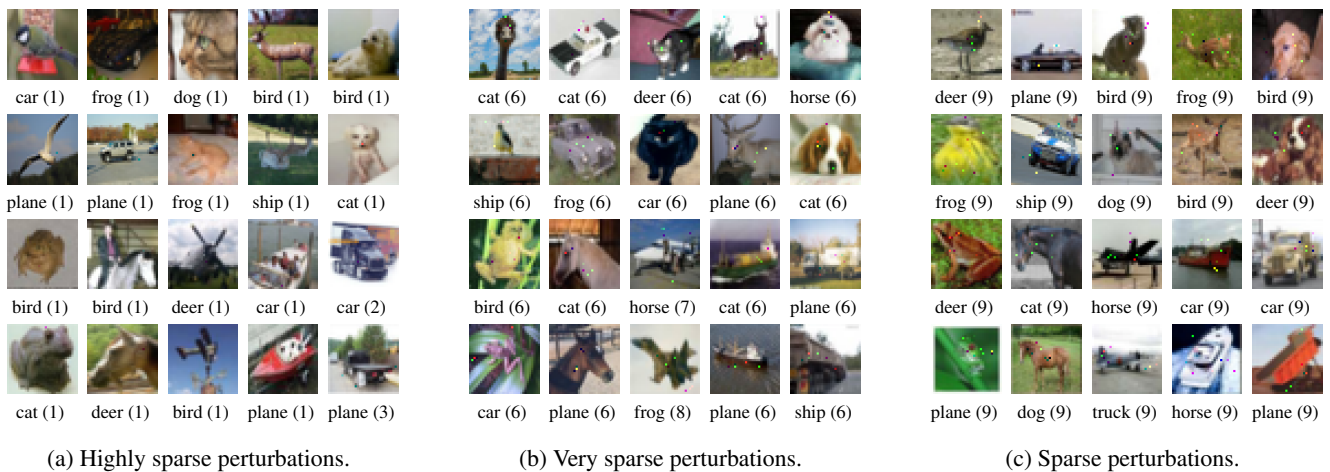 car (1) frog (1) dog (1) bird (1) bird (1)
plane (1) plane (1) frog (1) ship (1) cat (1)
bird (1) bird (1) deer (1) car (1) car (2)
cat (1) deer (1) bird (1) plane (1) plane (3)
(a) Highly sparse perturbations.
cat (6) cat (6) deer (6) cat (6) horse (6)
ship (6) frog (6) car (6) plane (6) cat (6)
bird (6) cat (6) horse (7) cat (6) plane (6)
car (6) plane (6) frog (8) plane (6) ship (6)
(b) Very sparse perturbations.
deer (9) plane (9) bird (9) frog (9) bird (9)
frog (9) ship (9) dog (9) bird (9) deer (9)
deer (9) cat (9) horse (9) car (9) car (9)
plane (9) dog (9) truck (9) horse (9) plane (9)
(c) Sparse perturbations.